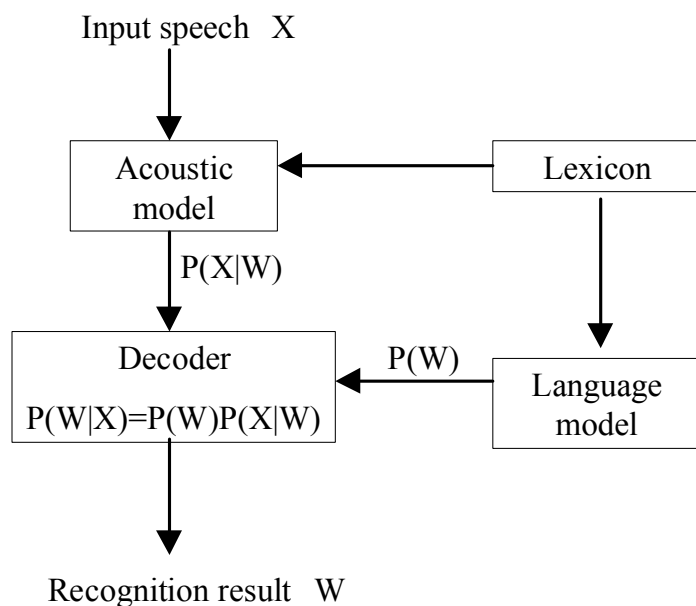 Input speech X
Acoustic
model
Lexicon
P(X|W)
Decoder
P(W)
P(W|X)=P(W)P(X|W)
Language
model
Recognition result W